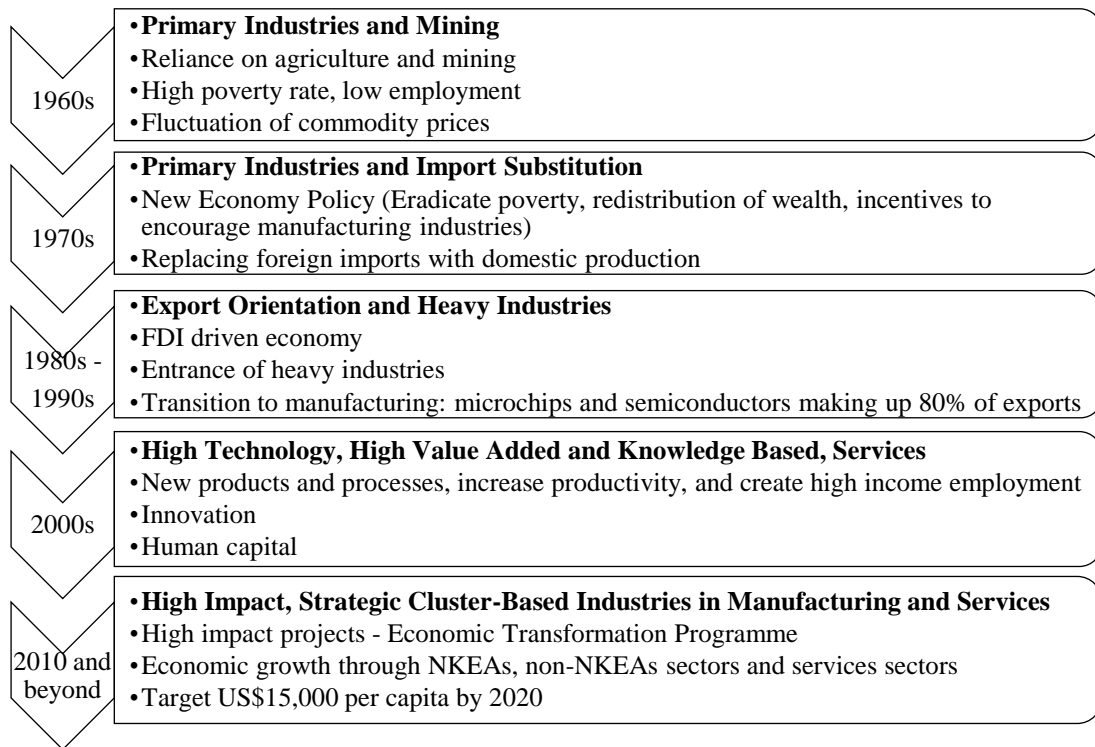 1960s
•Primary Industries and Mining
•Reliance on agriculture and mining
•High poverty rate, low employment
•Fluctuation of commodity prices
1970s
•Primary Industries and Import Substitution
•New Economy Policy (Eradicate poverty, redistribution of wealth, incentives to
encourage manufacturing industries)
•Replacing foreign imports with domestic production
1980s -
1990s
•Export Orientation and Heavy Industries
•FDI driven economy
•Entrance of heavy industries
•Transition to manufacturing: microchips and semiconductors making up 80% of exports
2000s
•High Technology, High Value Added and Knowledge Based, Services
•New products and processes, increase productivity, and create high income employment
•Innovation
•Human capital
2010 and
beyond
•High Impact, Strategic Cluster-Based Industries in Manufacturing and Services
•High impact projects - Economic Transformation Programme
•Economic growth through NKEAs, non-NKEAs sectors and services sectors
•Target US$15,000 per capita by 2020